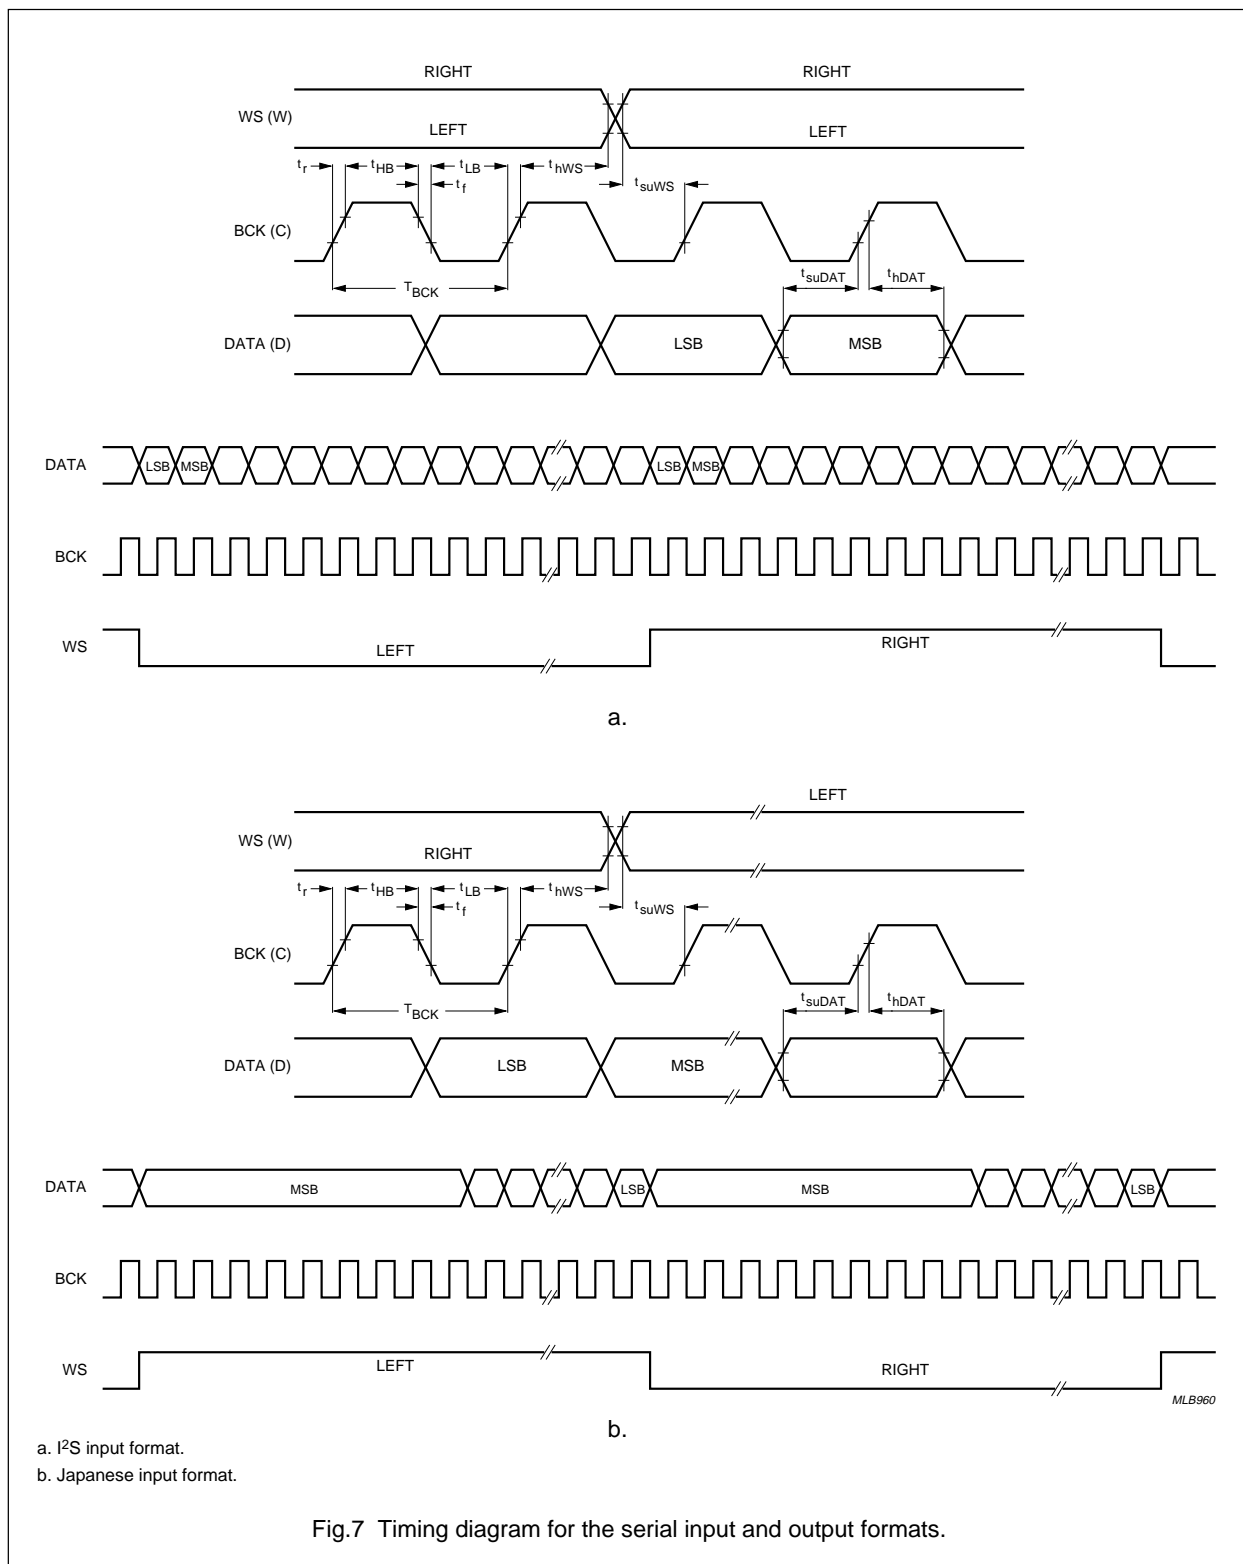 RIGHT RIGHT
WS (W)
LEFT LEFT
tr tHB tLB thWS
tf tsuWS
BCK (C)
tsuDAT thDAT
TBCK
DATA (D) LSB MSB
DATA LSB MSB LSB MSB
BCK
WS LEFT RIGHT
a.
LEFT
WS (W)
RIGHT
tr tHB tLB thWS
tf tsuWS
BCK (C)
tsuDAT thDAT
TBCK
DATA (D) LSB MSB
DATA MSB LSB MSB LSB
BCK
WS LEFT RIGHT
MLB960
b.
a. I²S input format.
b. Japanese input format.
Fig.7 Timing diagram for the serial input and output formats.